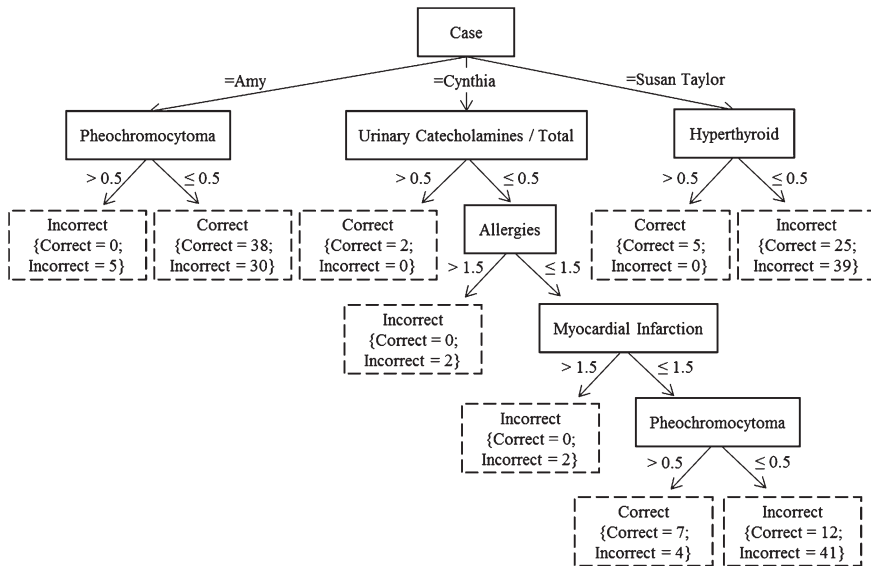 Case
=Amy
=Cynthia
=Susan Taylor
Pheochromocytoma
Urinary Catecholamines / Total
Hyperthyroid
> 0.5
≤ 0.5
> 0.5
≤ 0.5
> 0.5
≤ 0.5
Incorrect
{Correct = 0;
Incorrect = 5}
Correct
{Correct = 38;
Incorrect = 30}
Correct
{Correct = 2;
Incorrect = 0}
Allergies
Correct
{Correct = 5;
Incorrect = 0}
Incorrect
{Correct = 25;
Incorrect = 39}
> 1.5
≤ 1.5
Incorrect
{Correct = 0;
Incorrect = 2}
Myocardial Infarction
> 1.5
≤ 1.5
Incorrect
{Correct = 0;
Incorrect = 2}
Pheochromocytoma
> 0.5
≤ 0.5
Correct
{Correct = 7;
Incorrect = 4}
Incorrect
{Correct = 12;
Incorrect = 41}